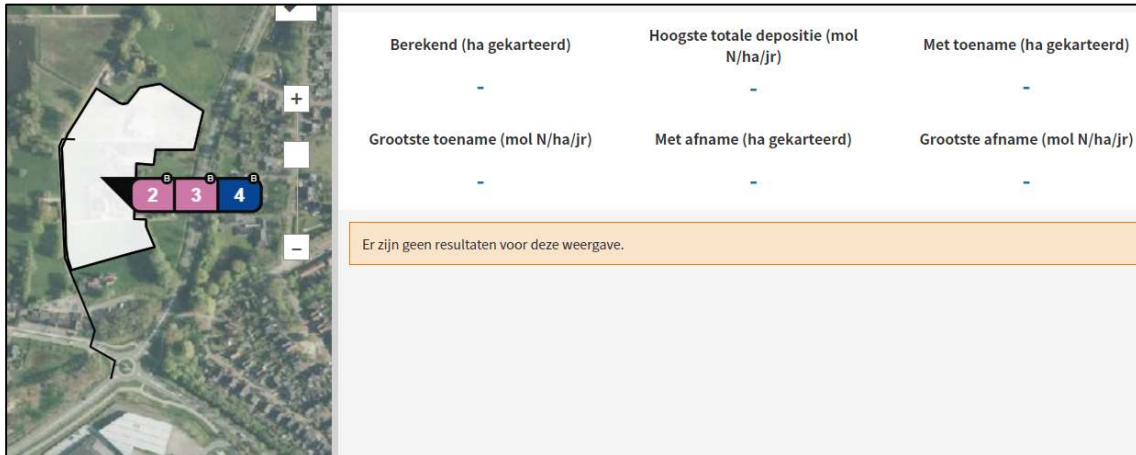 B B B
2 3 4
+
–
Berekend (ha gekarteerd)
-
Hoogste totale depositie (mol
N/ha/jr)
-
Met toename (ha gekarteerd)
-
Grootste toename (mol N/ha/jr)
-
Met afname (ha gekarteerd)
-
Grootste afname (mol N/ha/jr)
-
Er zijn geen resultaten voor deze weergave.